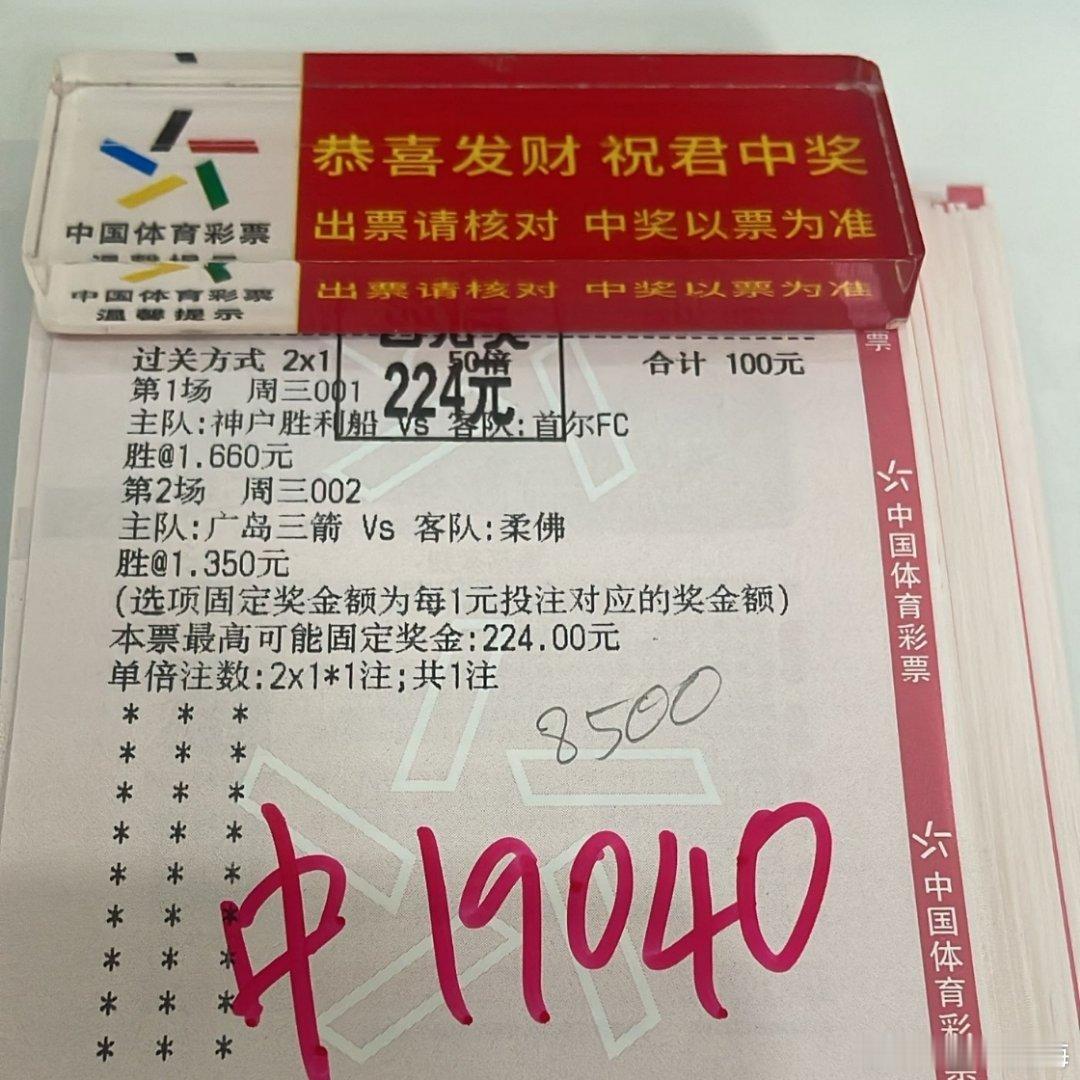 恭喜发财 祝君中奖
出票请核对 中奖以票为准
中国体育彩票
中国体育彩票
温馨提示
出票请核对 中奖以票为准
过关方式 2x1 50倍 合计 100元
224元
第1场 周三001
主队:神户胜利船 Vs 客队:首尔FC
胜@1.660元
第2场 周三002
主队:广岛三箭 Vs 客队:柔佛
胜@1.350元
(选项固定奖金额为每1元投注对应的奖金额)
本票最高可能固定奖金:224.00元
单倍注数:2x1*1注;共1注
* * *
* * *
* * *
* * *
* * *
* * *
* * *
* * *
* * *
8500
中19040
票
中国体育彩票
中国体育彩票